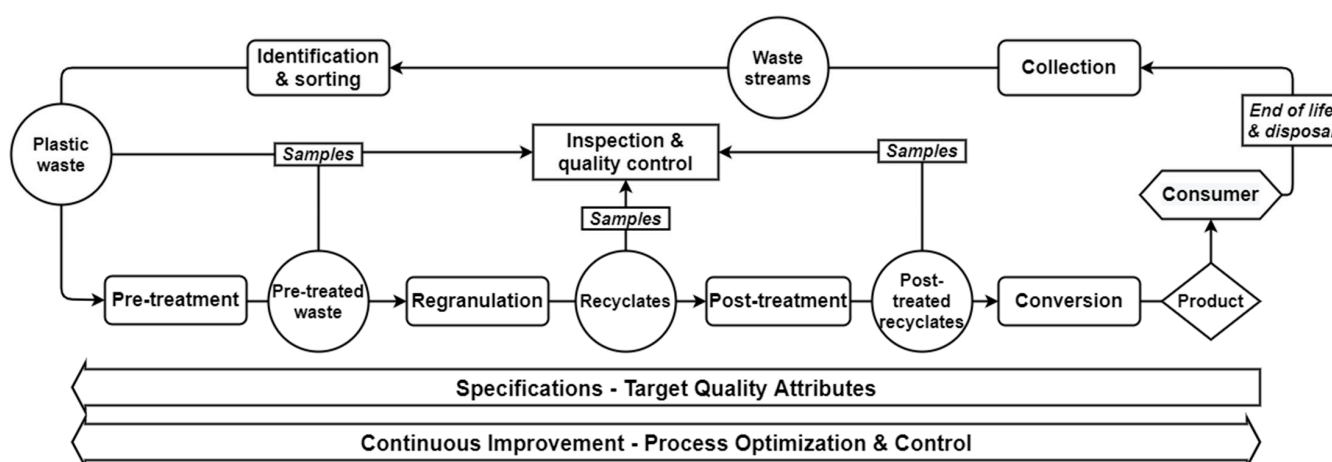 Identification
& sorting
Waste
streams
Collection
End of life
& disposal
Plastic
waste
Samples
Inspection &
quality control
Samples
Samples
Consumer
Pre-treatment
Pre-treated
waste
Regranulation
Recyclates
Post-treatment
Post-
treated
recyclates
Conversion
Product
Specifications - Target Quality Attributes
Continuous Improvement - Process Optimization & Control